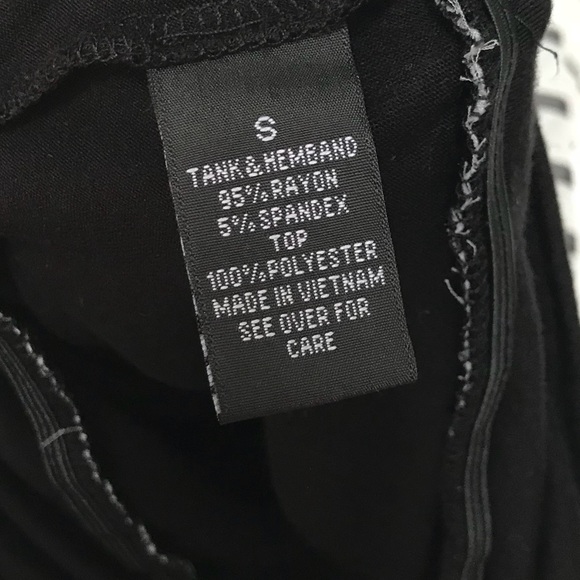 S
TANK & HEMBAND
95% RAYON
5% SPANDEX
TOP
100% POLYESTER
MADE IN VIETNAM
SEE OVER FOR
CARE